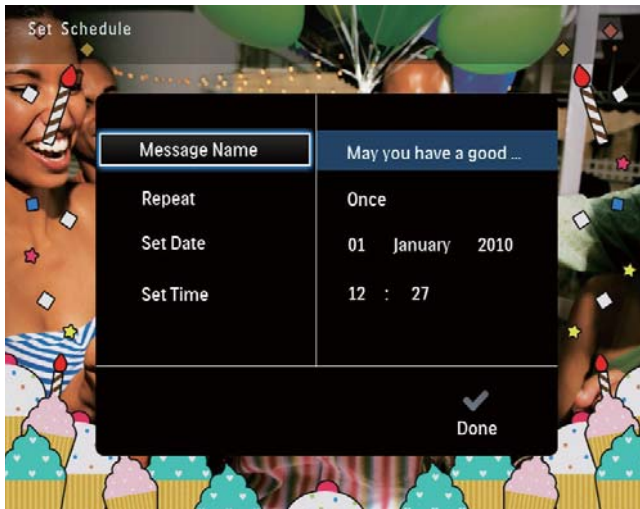 Set Schedule
Message Name
May you have a good ...
Repeat
Once
Set Date
01 January 2010
Set Time
12 : 27
Done